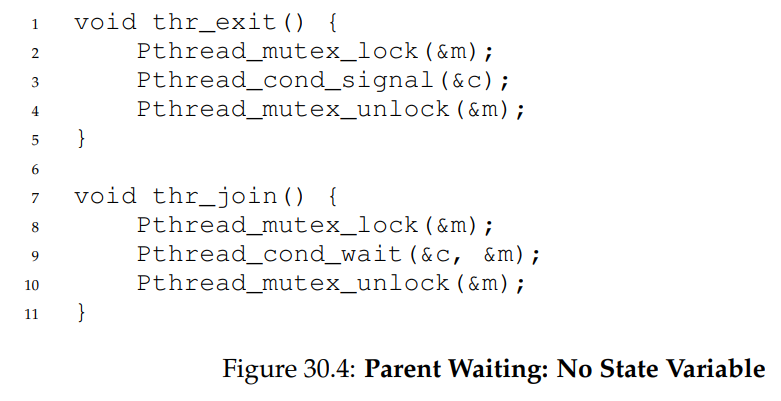 1 void thr_exit() {
2     Pthread_mutex_lock(&m);
3     Pthread_cond_signal(&c);
4     Pthread_mutex_unlock(&m);
5 }
6
7 void thr_join() {
8     Pthread_mutex_lock(&m);
9     Pthread_cond_wait(&c, &m);
10     Pthread_mutex_unlock(&m);
11 }
Figure 30.4: Parent Waiting: No State Variable